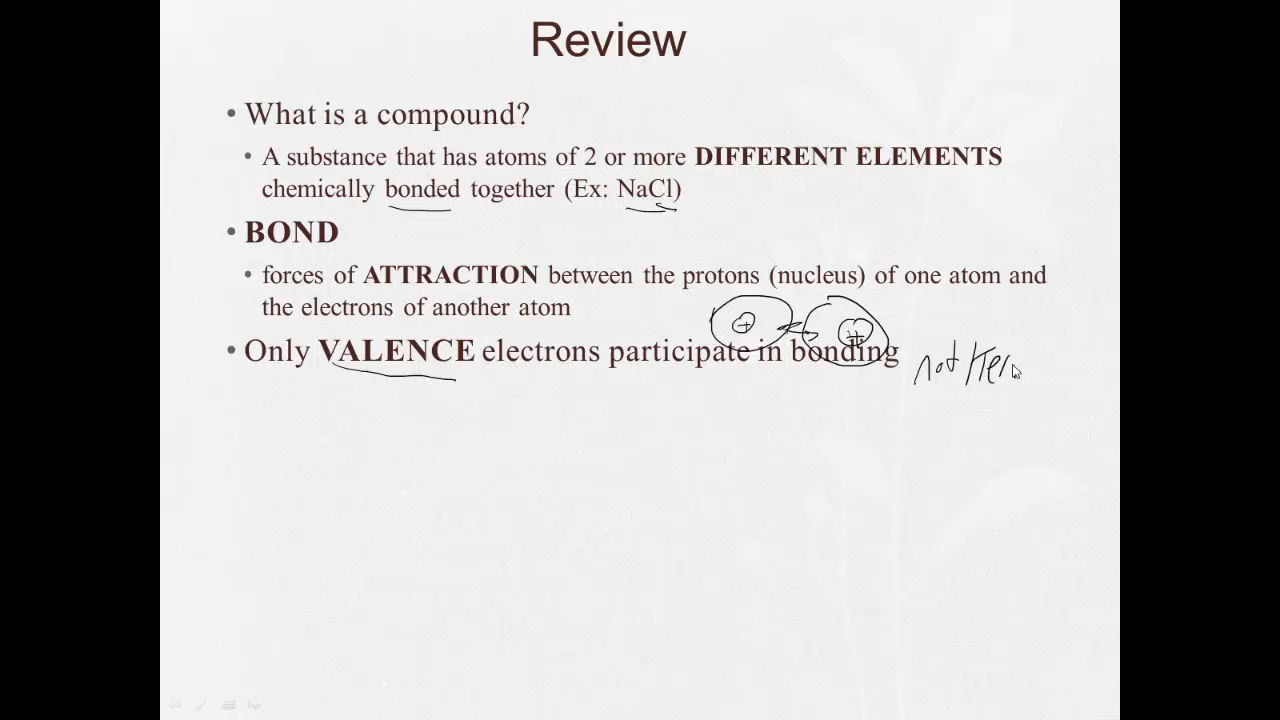 Review
• What is a compound?
• A substance that has atoms of 2 or more DIFFERENT ELEMENTS
chemically bonded together (Ex: NaCl)
• BOND
• forces of ATTRACTION between the protons (nucleus) of one atom and
the electrons of another atom
+ +
• Only VALENCE electrons participate in bonding not